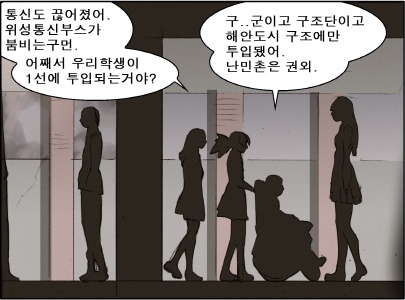 통신도 끊어졌어.
위성통신부스가
붐비는구먼.
어째서 우리학생이
1선에 투입되는거야?
구..군이고 구조단이고
해안도시 구조에만
투입됐어.
난민촌은 권외.